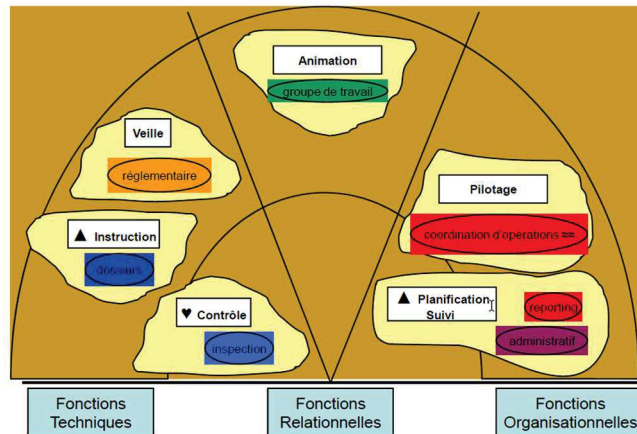 Animation
groupe de travail
Veille
réglementaire
Pilotage
coordination d'opérations ≈≈
▲ Instruction
dossiers
▲ Planification
Suivi
reporting
administratif
♥ Contrôle
inspection
Fonctions
Techniques
Fonctions
Relationnelles
Fonctions
Organisationnelles